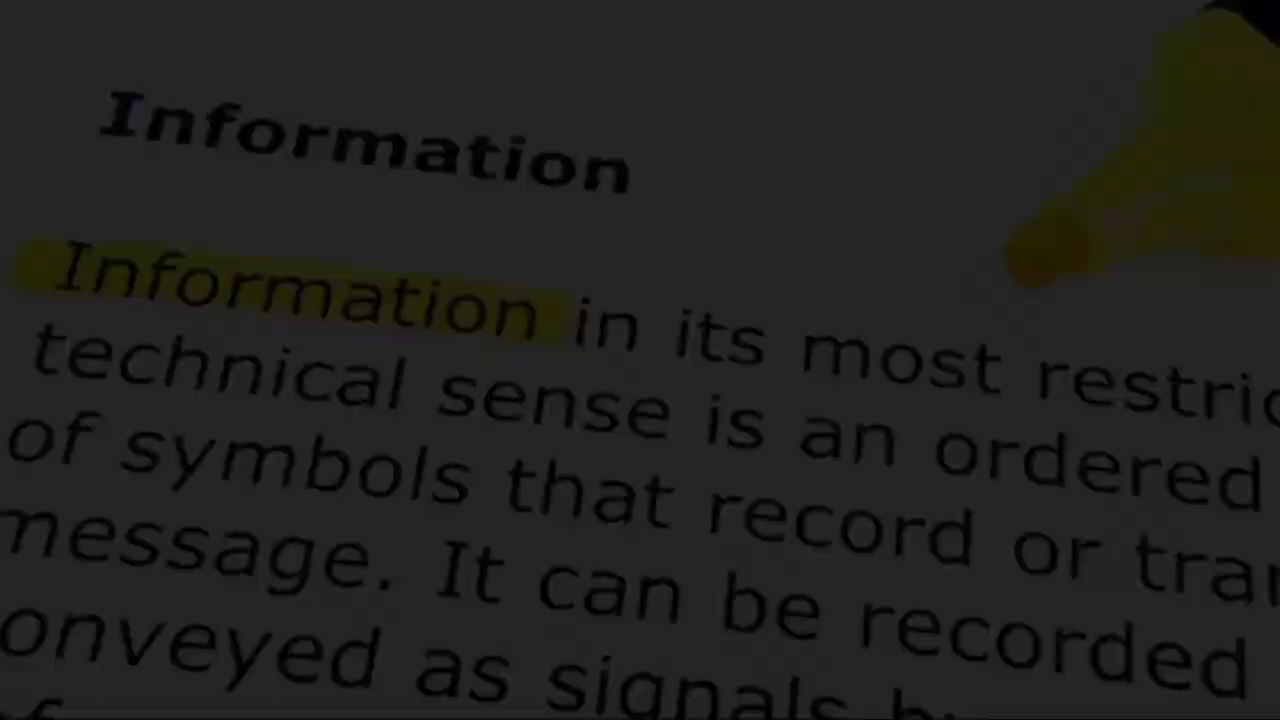 Information
Information in its most
technical sense is an ordered
of symbols that record or
message. It can be recorded
as signals